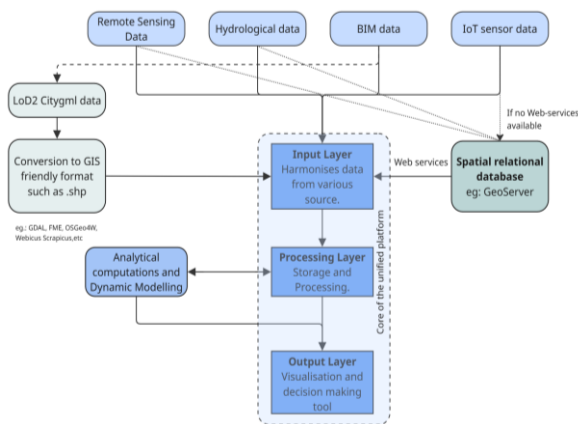 Remote Sensing
Data
Hydrological data
BIM data
IoT sensor data
LoD2 Citygml data
If no Web-services
available
Conversion to GIS
friendly format
such as .shp
Input Layer
Harmonises data
from various
source.
Web services
Spatial relational
database
eg: GeoServer
eg.: GDAL, FME, OSGeo4W,
Webicus Scrapicus,etc
Core of the unified platform
Analytical
computations and
Dynamic Modelling
Processing Layer
Storage and
Processing.
Output Layer
Visualisation and
decision making
tool